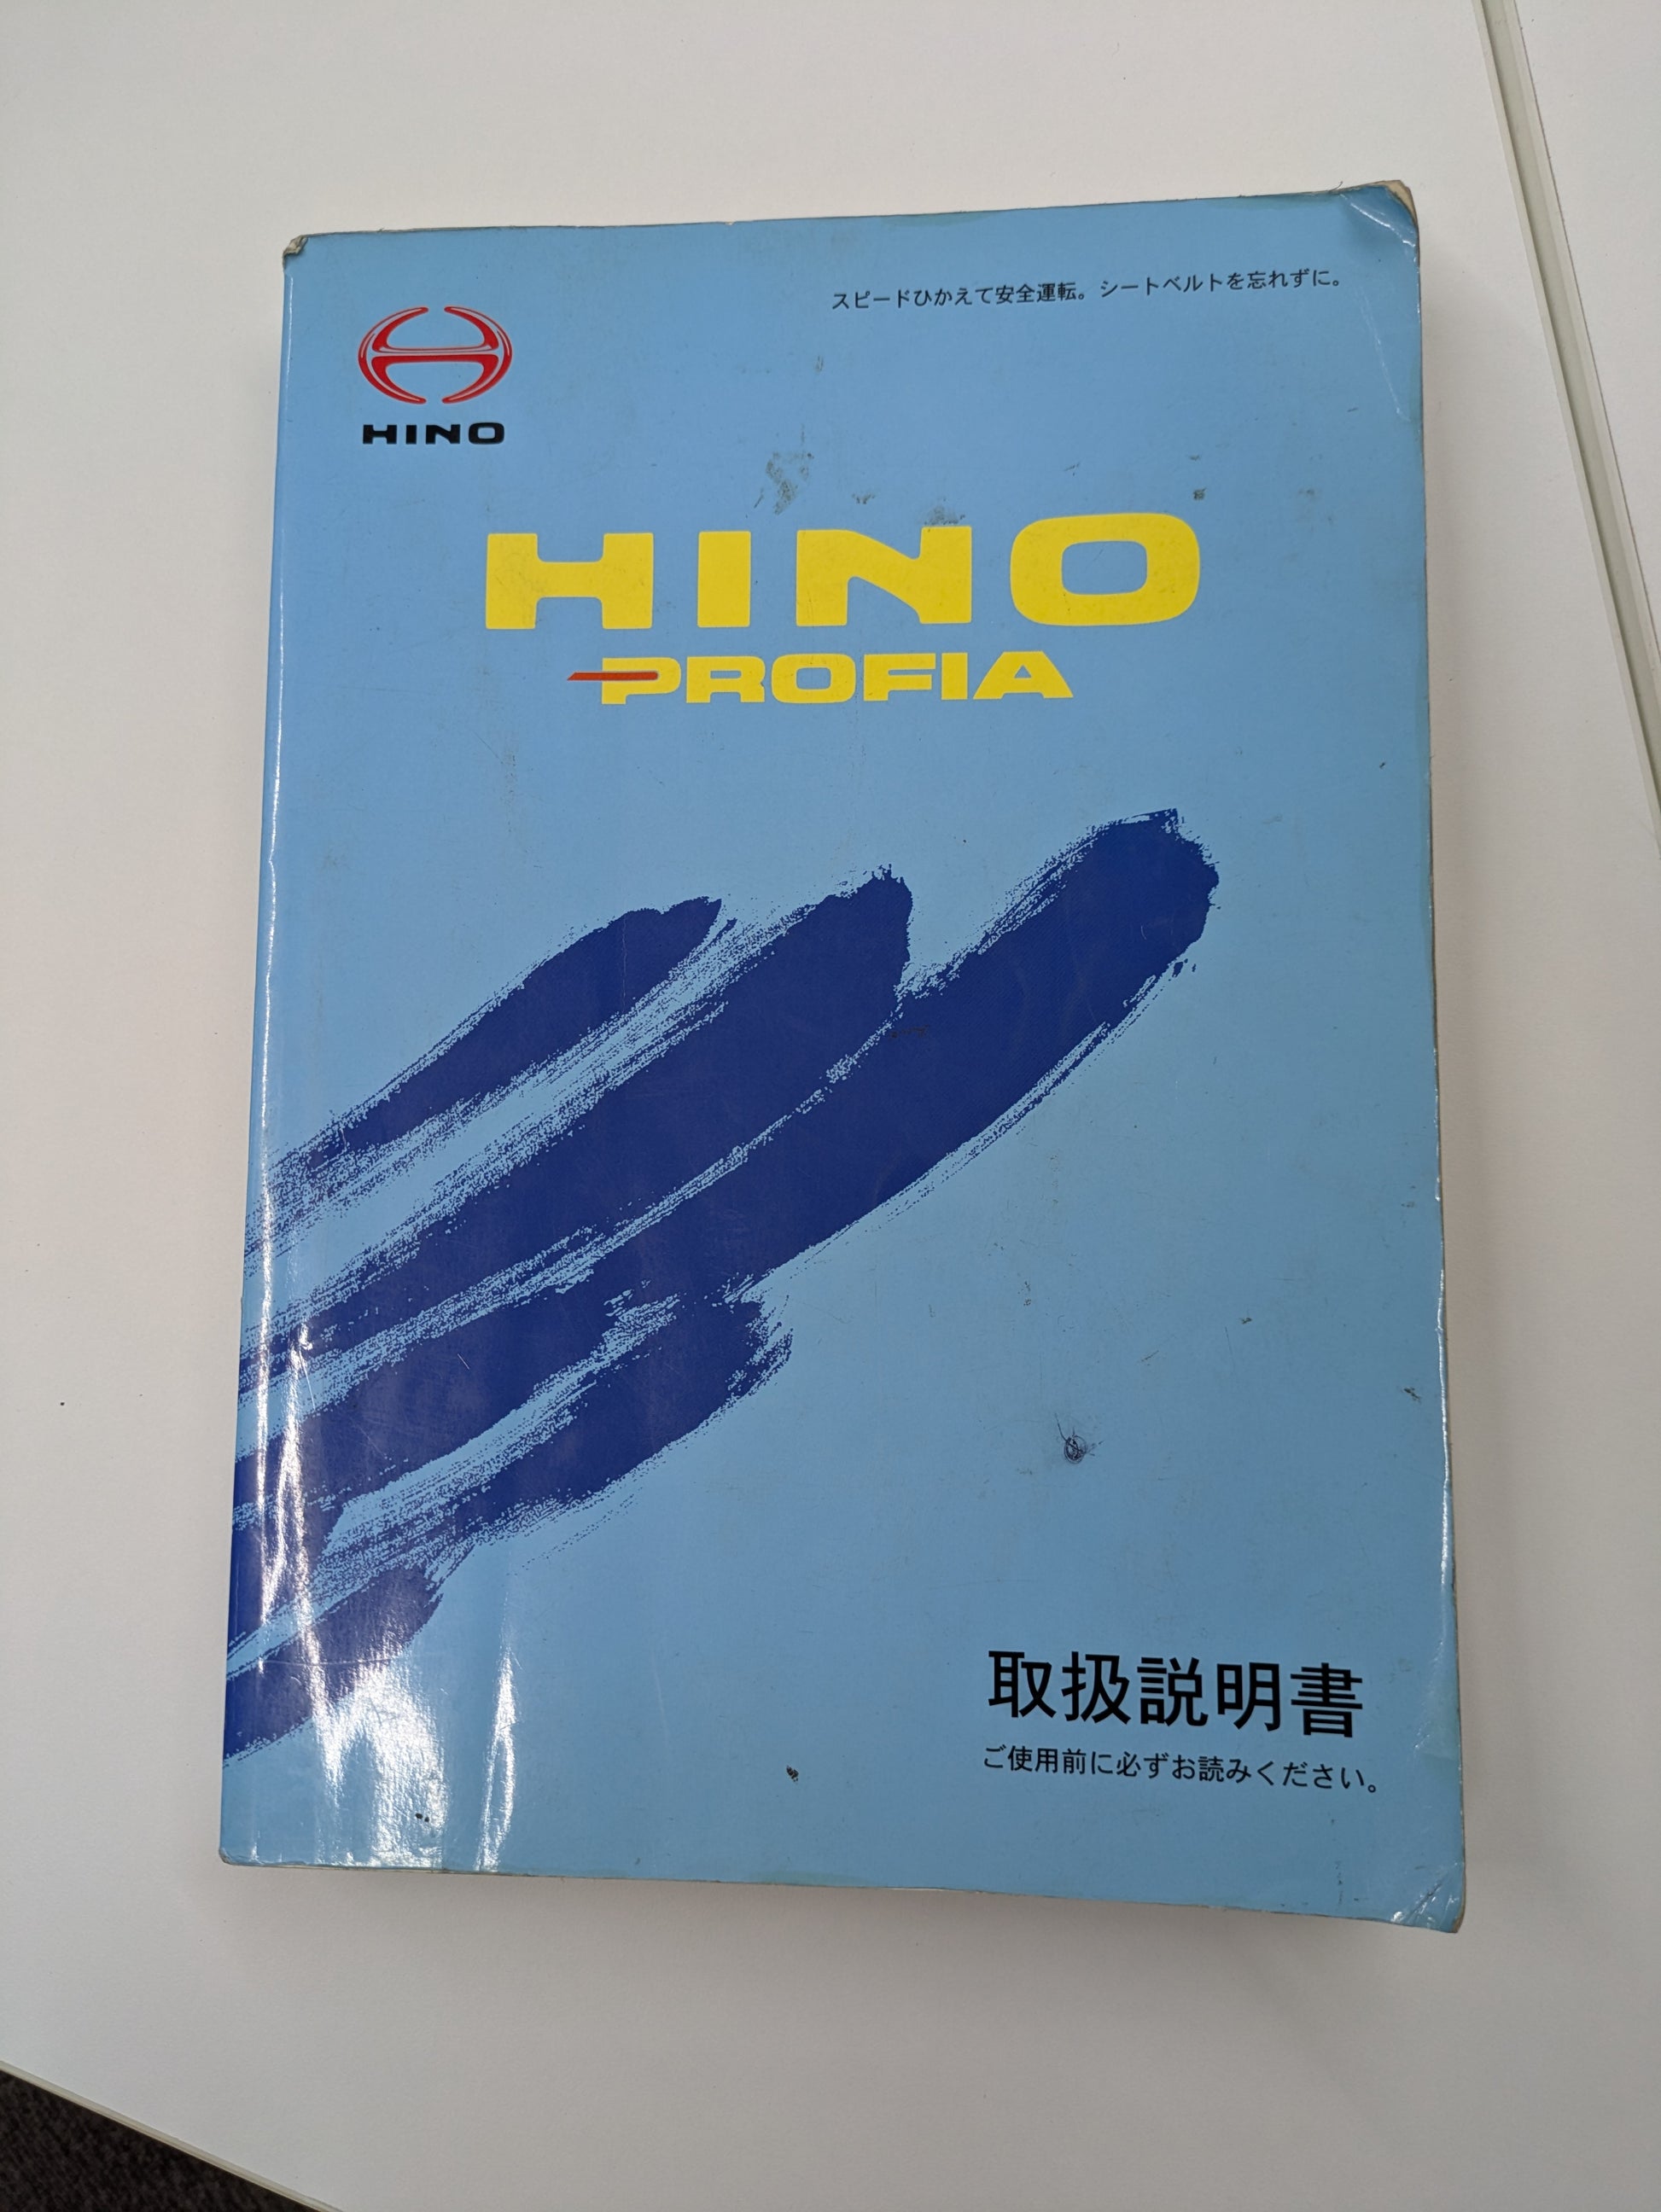 スピードひかえて安全運転。シートベルトを忘れずに。
HINO
HINO
PROFIA
取扱説明書
ご使用前に必ずお読みください。